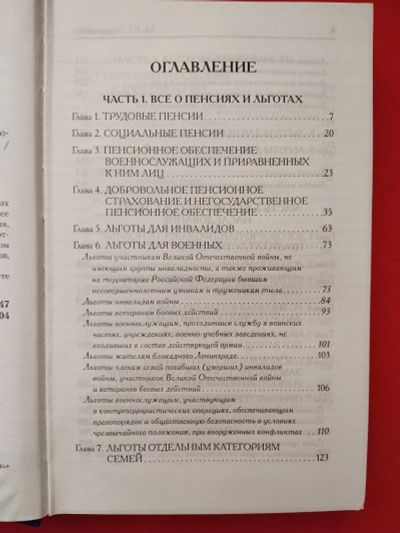 ОГЛАВЛЕНИЕ
ЧАСТЬ 1. ВСЕ О ПЕНСИЯХ И ЛЬГОТАХ
Глава 1. ТРУДОВЫЕ ПЕНСИИ 7
Глава 2. СОЦИАЛЬНЫЕ ПЕНСИИ 20
Глава 3. ПЕНСИОННОЕ ОБЕСПЕЧЕНИЕ
ВОЕННОСЛУЖАЩИХ И ПРИРАВНЕННЫХ
К НИМ ЛИЦ 23
Глава 4. ДОБРОВОЛЬНОЕ ПЕНСИОННОЕ
СТРАХОВАНИЕ И НЕГОСУДАРСТВЕННОЕ
ПЕНСИОННОЕ ОБЕСПЕЧЕНИЕ 35
Глава 5. ЛЬГОТЫ ДЛЯ ИНВАЛИДОВ 63
Глава 6. ЛЬГОТЫ ДЛЯ ВОЕННЫХ 73
Льготы участникам Великой Отечественной войны, не
имеющим группы инвалидности, а также проживающим
на территории Российской Федерации бывшим
несовершеннолетним узникам и труженикам тыла 73
Льготы инвалидам войны 84
Льготы ветеранам боевых действий 93
Льготы военнослужащим, проходившим службу в воинских
частях, учреждениях, военно-учебных заведениях, не
входивших в состав действующей армии 101
Льготы жителям блокадного Ленинграда 103
Льготы членам семей погибших (умерших) инвалидов
войны, участников Великой Отечественной войны
и ветеранов боевых действий 106
Льготы военнослужащим, участвующим
в контртеррористических операциях, обеспечивающим
правопорядок и общественную безопасность в условиях
чрезвычайного положения, при вооруженных конфликтах 110
Глава 7. ЛЬГОТЫ ОТДЕЛЬНЫМ КАТЕГОРИЯМ
СЕМЕЙ 123
47
04